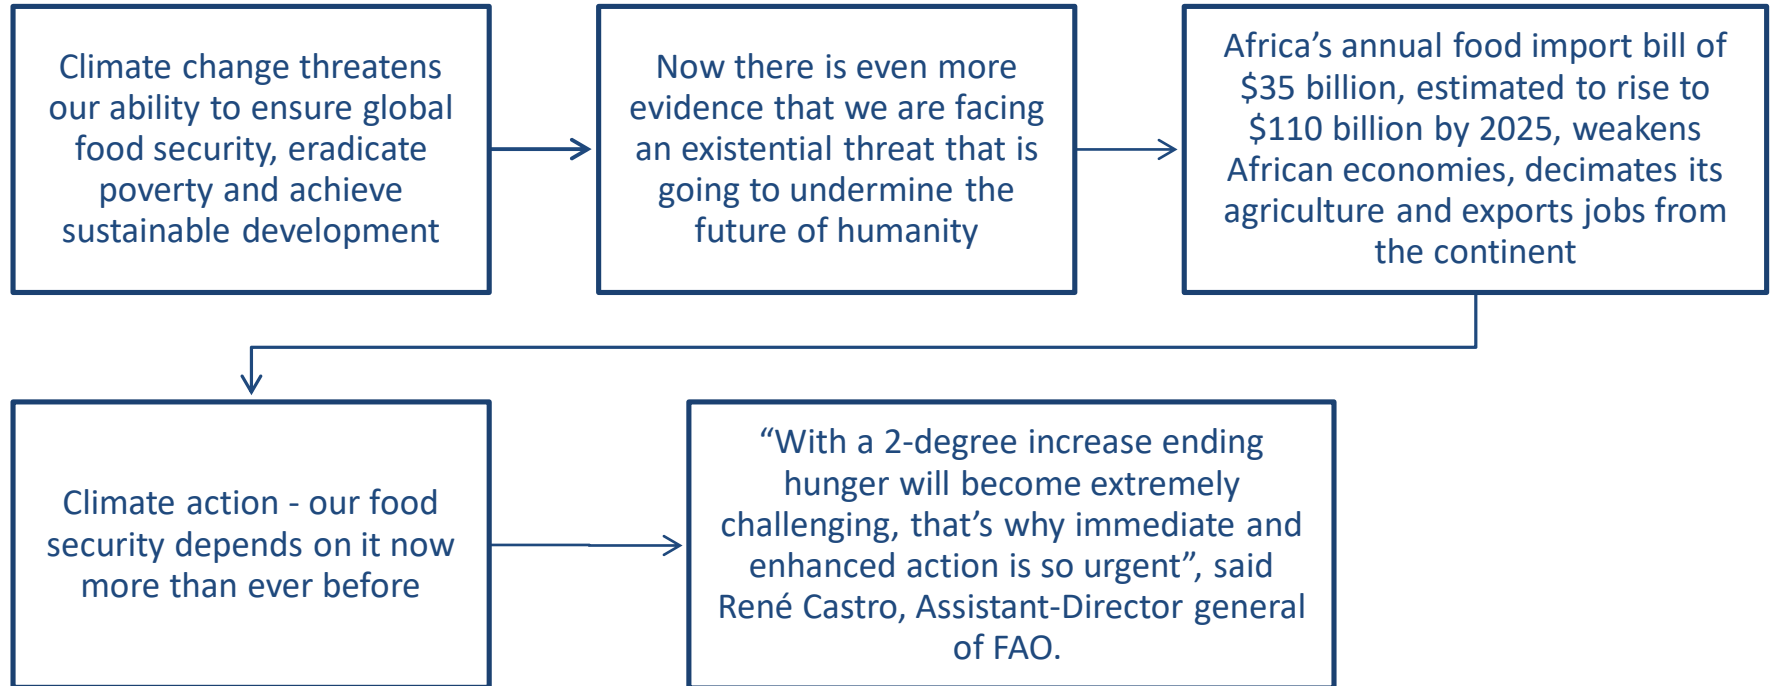 Climate change threatens
our ability to ensure global
food security, eradicate
poverty and achieve
sustainable development
Now there is even more
evidence that we are facing
an existential threat that is
going to undermine the
future of humanity
Africa’s annual food import bill of
$35 billion, estimated to rise to
$110 billion by 2025, weakens
African economies, decimates its
agriculture and exports jobs from
the continent
Climate action - our food
security depends on it now
more than ever before
“With a 2-degree increase ending
hunger will become extremely
challenging, that’s why immediate and
enhanced action is so urgent”, said
René Castro, Assistant-Director general
of FAO.